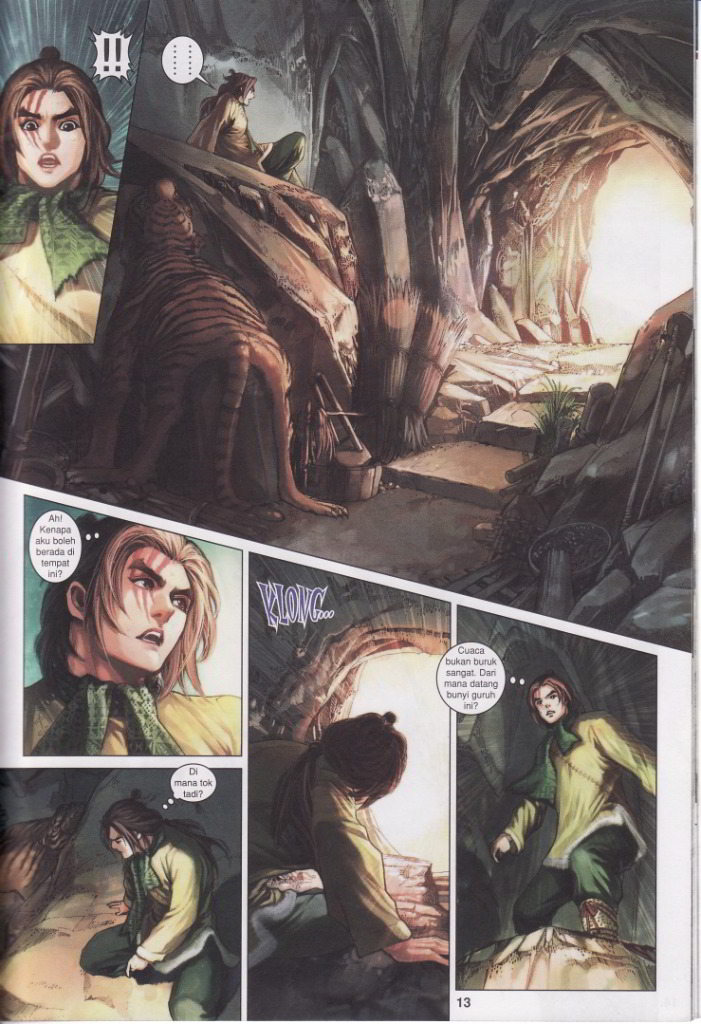 !!
......
Ah!
Kenapa
aku boleh
berada di
tempat
ini?
Di
mana tok
tadi?
KLONG...
Cuaca
bukan buruk
sangat. Dari
mana datang
bunyi guruh
ini?
13